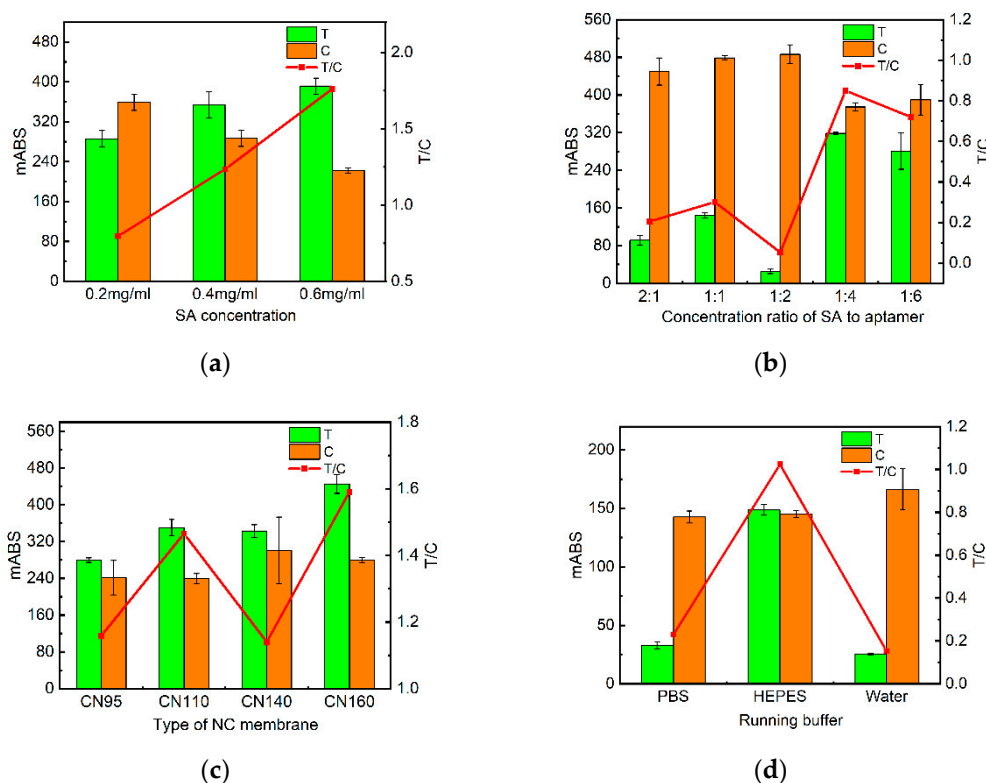 T
C
T/C
480
400
320
240
160
80
0
mABS
2.0
1.5
1.0
0.5
T/C
0.2mg/ml 0.4mg/ml 0.6mg/ml
SA concentration
(a)
T
C
T/C
560
480
400
320
240
160
80
0
mABS
1.2
1.0
0.8
0.6
0.4
0.2
0.0
T/C
2:1 1:1 1:2 1:4 1:6
Concentration ratio of SA to aptamer
(b)
T
C
T/C
560
480
400
320
240
160
80
0
mABS
1.8
1.6
1.4
1.2
1.0
T/C
CN95 CN110 CN140 CN160
Type of NC membrane
(c)
T
C
T/C
200
150
100
50
0
mABS
1.2
1.0
0.8
0.6
0.4
0.2
0.0
T/C
PBS HEPES Water
Running buffer
(d)